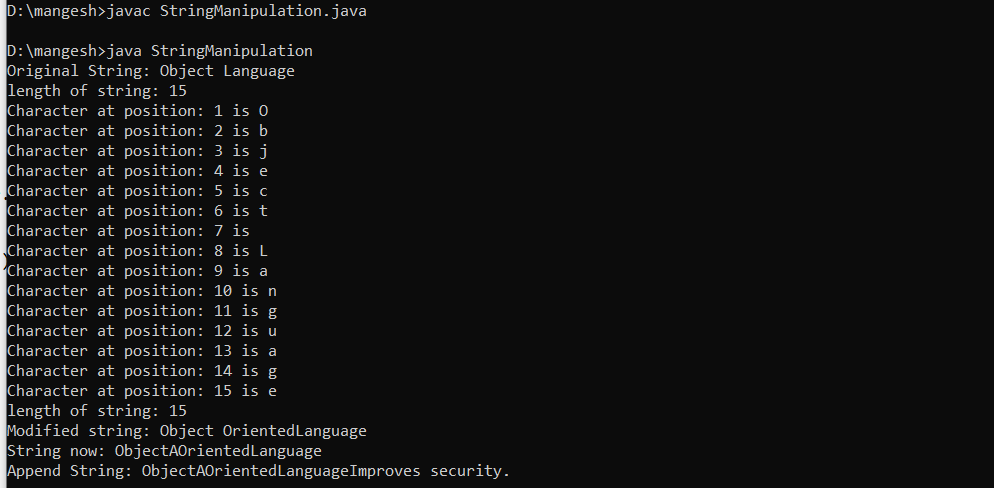 D:\mangesh>javac StringManipulation.java
D:\mangesh>java StringManipulation
Original String: Object Language
length of string: 15
Character at position: 1 is O
Character at position: 2 is b
Character at position: 3 is j
Character at position: 4 is e
Character at position: 5 is c
Character at position: 6 is t
Character at position: 7 is
Character at position: 8 is L
Character at position: 9 is a
Character at position: 10 is n
Character at position: 11 is g
Character at position: 12 is u
Character at position: 13 is a
Character at position: 14 is g
Character at position: 15 is e
length of string: 15
Modified string: Object OrientedLanguage
String now: ObjectAOrientedLanguage
Append String: ObjectAOrientedLanguageImproves security.